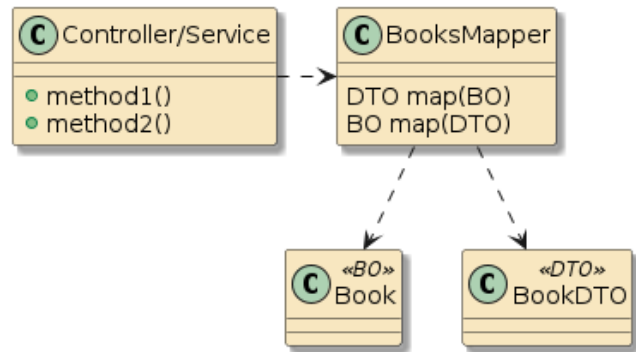 C Controller/Service
method1()
method2()
C BooksMapper
DTO map(BO)
BO map(DTO)
C «BO»
Book
C «DTO»
BookDTO